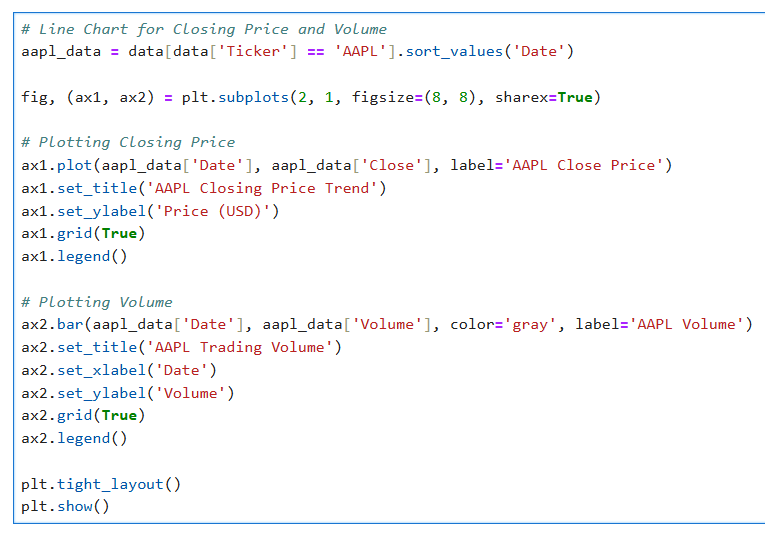 # Line Chart for Closing Price and Volume
aapl_data = data[data['Ticker'] == 'AAPL'].sort_values('Date')
fig, (ax1, ax2) = plt.subplots(2, 1, figsize=(8, 8), sharex=True)
# Plotting Closing Price
ax1.plot(aapl_data['Date'], aapl_data['Close'], label='AAPL Close Price')
ax1.set_title('AAPL Closing Price Trend')
ax1.set_ylabel('Price (USD)')
ax1.grid(True)
ax1.legend()
# Plotting Volume
ax2.bar(aapl_data['Date'], aapl_data['Volume'], color='gray', label='AAPL Volume')
ax2.set_title('AAPL Trading Volume')
ax2.set_xlabel('Date')
ax2.set_ylabel('Volume')
ax2.grid(True)
ax2.legend()
plt.tight_layout()
plt.show()